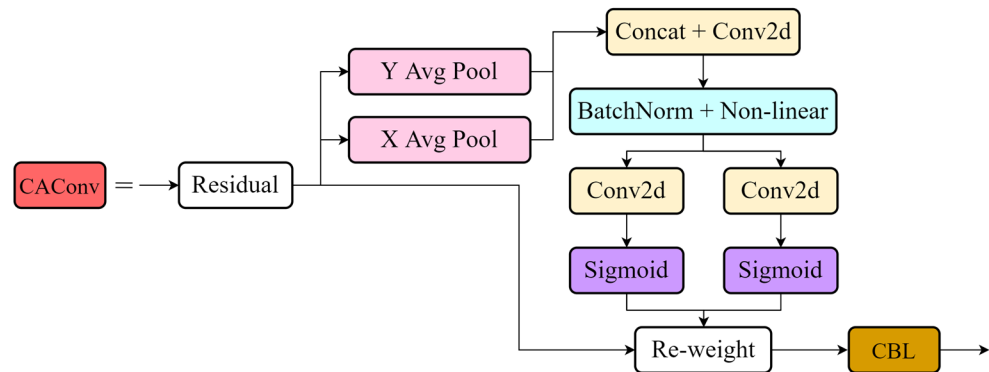 Concat + Conv2d
Y Avg Pool
BatchNorm + Non-linear
X Avg Pool
CAConv = Residual
Conv2d Conv2d
Sigmoid Sigmoid
Re-weight CBL